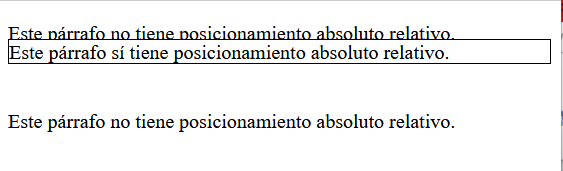 Este párrafo no tiene posicionamiento absoluto relativo.
Este párrafo sí tiene posicionamiento absoluto relativo.
Este párrafo no tiene posicionamiento absoluto relativo.